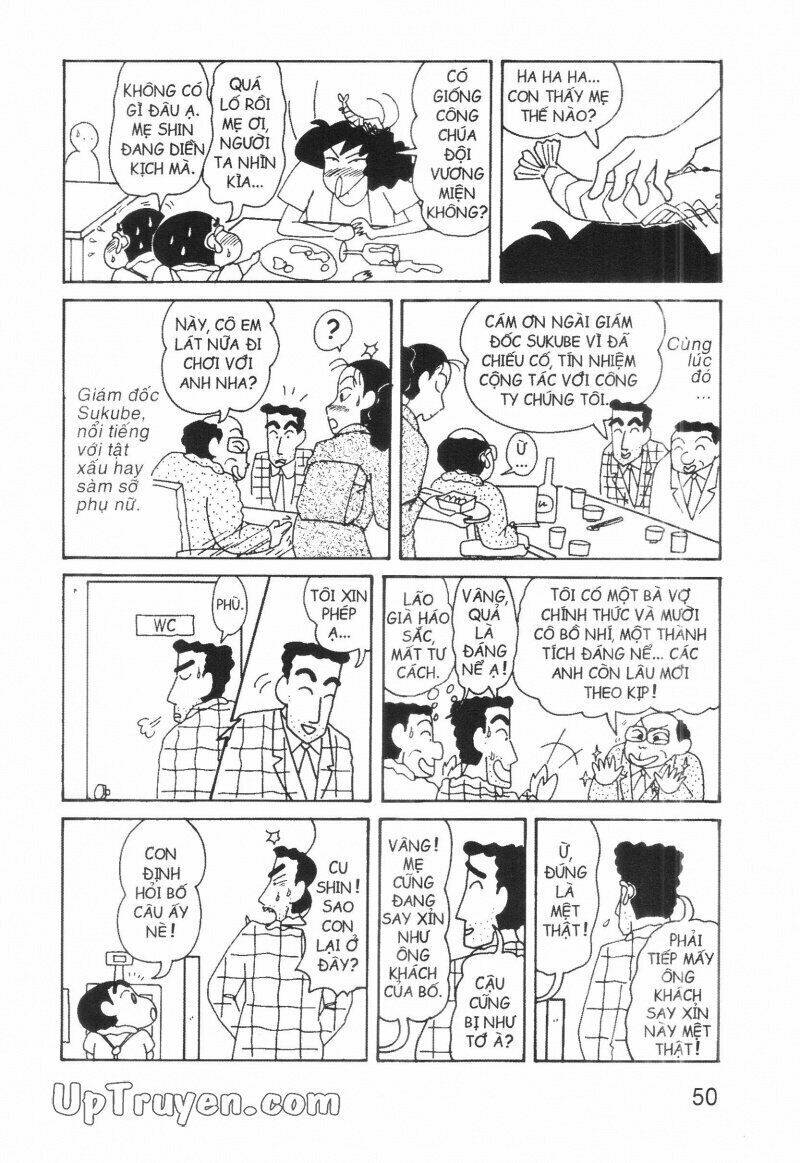 HA HA HA...
CON THẤY MẸ
THẾ NÀO?
CÓ
GIỐNG
CÔNG
CHÚA
ĐỘI
VƯƠNG
MIỆN
KHÔNG?
QUÁ
LỐ RỒI
MẸ ƠI,
NGƯỜI
TA NHÌN
KÌA...
KHÔNG CÓ
GÌ ĐÂU Ạ.
MẸ SHIN
ĐANG DIỄN
KỊCH MÀ.
Cùng
lúc
đó
...
CÁM ƠN NGÀI GIÁM
ĐỐC SUKUBE VÌ ĐÃ
CHIẾU CỐ, TÍN NHIỆM
CỘNG TÁC VỚI CÔNG
TY CHÚNG TÔI.
Ừ
...
?
NÀY, CÔ EM
LÁT NỮA ĐI
CHƠI VỚI
ANH NHA?
Giám đốc
Sukube,
nổi tiếng
với tật
xấu hay
sàm sỡ
phụ nữ.
TÔI CÓ MỘT BÀ VỢ
CHÍNH THỨC VÀ MƯỜI
CÔ BỒ NHÍ, MỘT THÀNH
TÍCH ĐÁNG NỂ... CÁC
ANH CÒN LÂU MỚI
THEO KỊP!
VÂNG,
QUẢ
LÀ
ĐÁNG
NỂ Ạ!
LÁO
GIÀ HÁO
SẮC,
MẤT TƯ
CÁCH.
TÔI XIN
PHÉP
Ạ...
PHÙ.
WC
PHẢI
TIẾP MẤY
ÔNG
KHÁCH
SAY XỈN
NÀY MỆT
THẬT!
Ừ,
ĐÚNG
LÀ
MỆT
THẬT!
CẬU
CŨNG
BỊ NHƯ
TỚ À?
VÂNG!
MẸ
CŨNG
ĐANG
SAY XỈN
NHƯ
ÔNG
KHÁCH
CỦA BỐ.
CU
SHIN!
SAO
CON
LẠI Ở
ĐÂY?
CON
ĐỊNH
HỎI BỐ
CÂU ẤY
NÈ!
UpTruyen.com
50